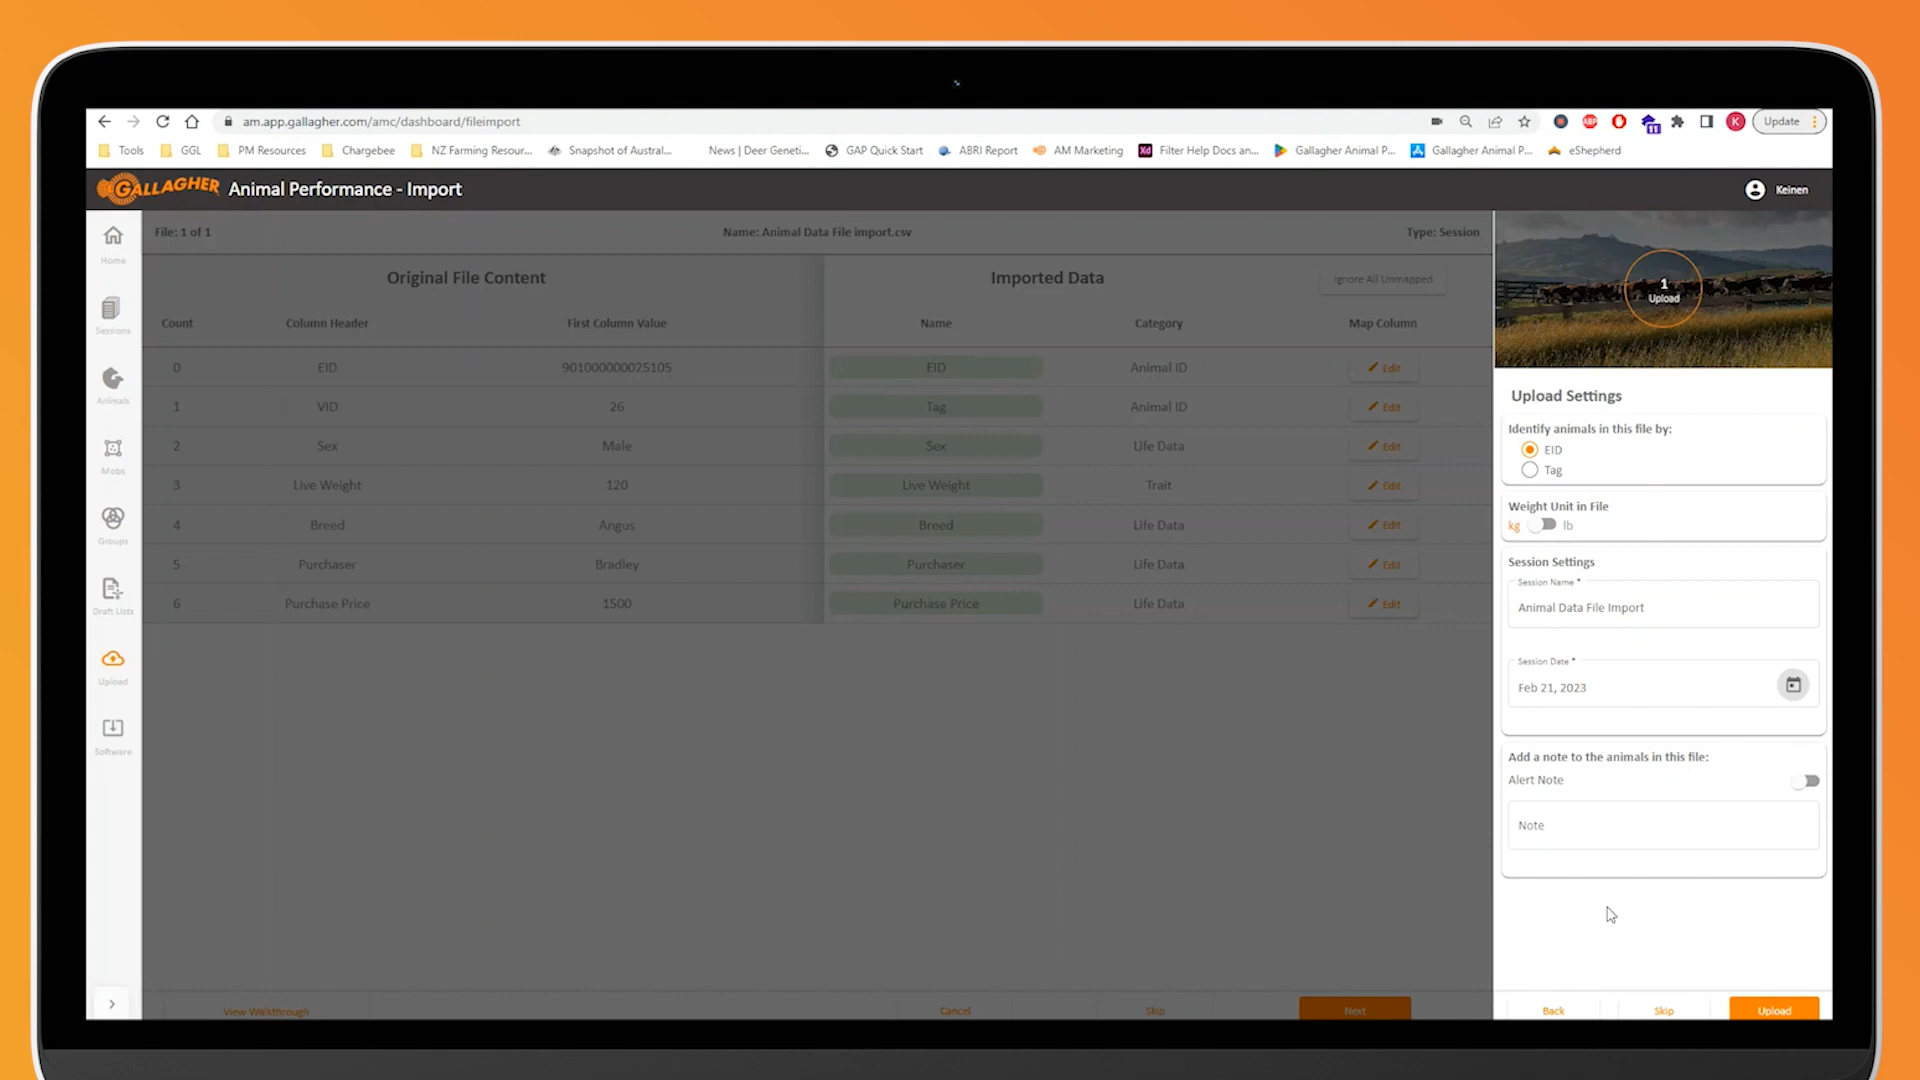 am.app.gallagher.com/amc/dashboard/fileimport
ABP
11
K
Update
Tools
GGL
PM Resources
Chargebee
NZ Farming Resour...
Snapshot of Austral...
News | Deer Geneti...
GAP Quick Start
ABRI Report
AM Marketing
Xd
Filter Help Docs an...
Gallagher Animal P...
Gallagher Animal P...
eShepherd
GALLAGHER
Animal Performance - Import
Keinen
Home
Sessions
Animals
Mobs
Groups
Draft Lists
Upload
Software
File: 1 of 1
Name: Animal Data File import.csv
Type: Session
Original File Content
Imported Data
Ignore All Unmapped
Count
Column Header
First Column Value
Name
Category
Map Column
0 EID 901000000025105 EID Animal ID Edit
1 VID 26 Tag Animal ID Edit
2 Sex Male Sex Life Data Edit
3 Live Weight 120 Live Weight Trait Edit
4 Breed Angus Breed Life Data Edit
5 Purchaser Bradley Purchaser Life Data Edit
6 Purchase Price 1500 Purchase Price Life Data Edit
View Walkthrough
Cancel
Skip
Next
1
Upload
Upload Settings
Identify animals in this file by:
EID
Tag
Weight Unit in File
kg lb
Session Settings
Session Name *
Animal Data File Import
Session Date *
Feb 21, 2023
Add a note to the animals in this file:
Alert Note
Note
Back
Skip
Upload